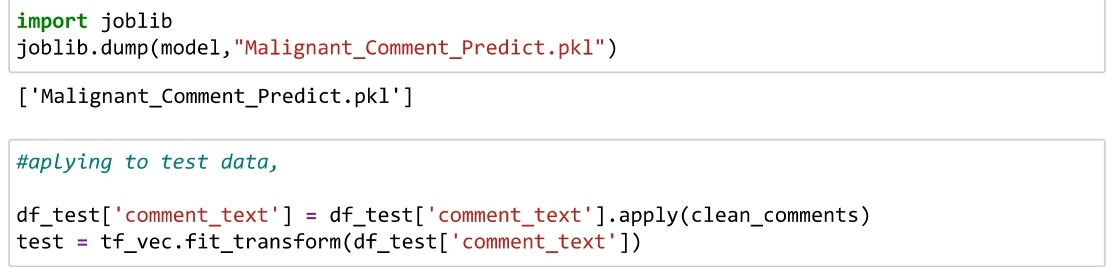 import joblib
joblib.dump(model,"Malignant_Comment_Predict.pkl")
['Malignant_Comment_Predict.pkl']
#aplying to test data,
df_test['comment_text'] = df_test['comment_text'].apply(clean_comments)
test = tf_vec.fit_transform(df_test['comment_text'])